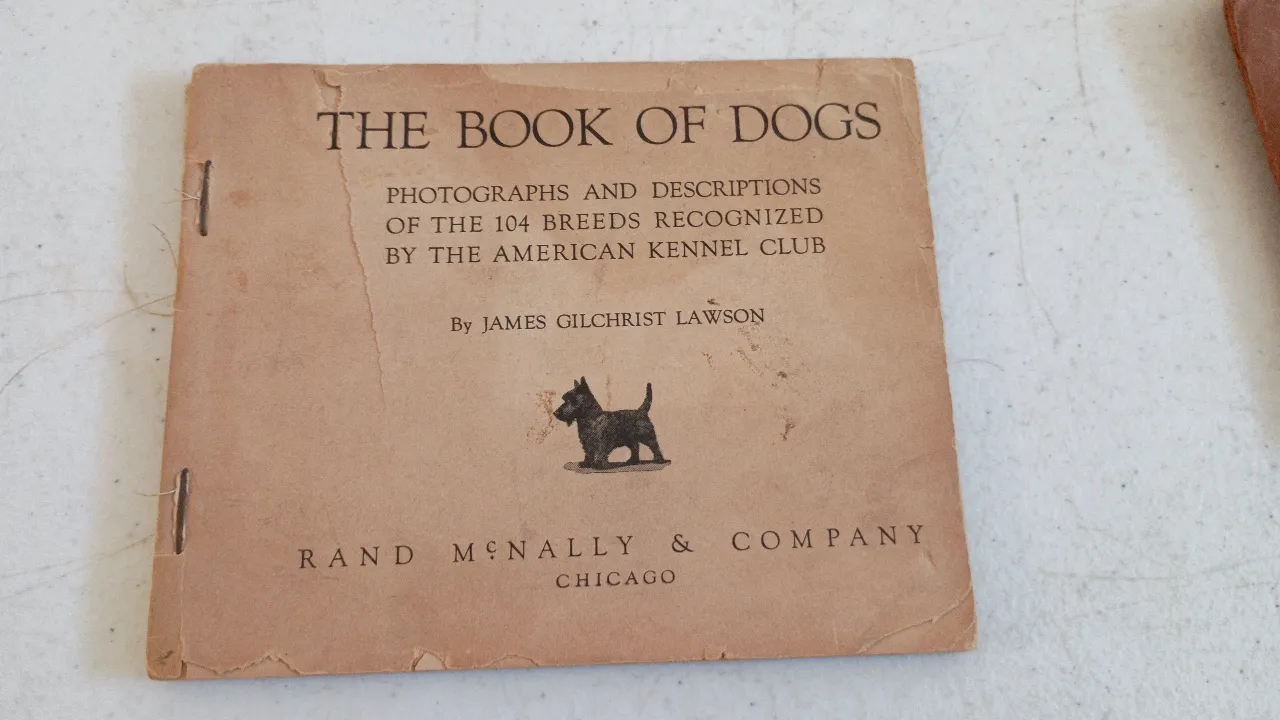 THE BOOK OF DOGS
PHOTOGRAPHS AND DESCRIPTIONS
OF THE 104 BREEDS RECOGNIZED
BY THE AMERICAN KENNEL CLUB
By JAMES GILCHRIST LAWSON
RAND MᶜNALLY & COMPANY
CHICAGO